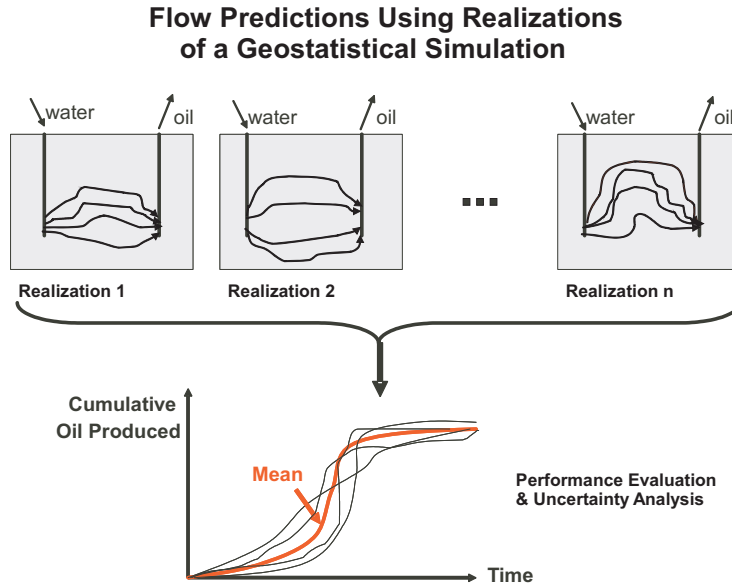 Flow Predictions Using Realizations
of a Geostatistical Simulation
water
oil
water
oil
water
oil
Realization 1
Realization 2
Realization n
Cumulative
Oil Produced
Mean
Performance Evaluation
& Uncertainty Analysis
Time